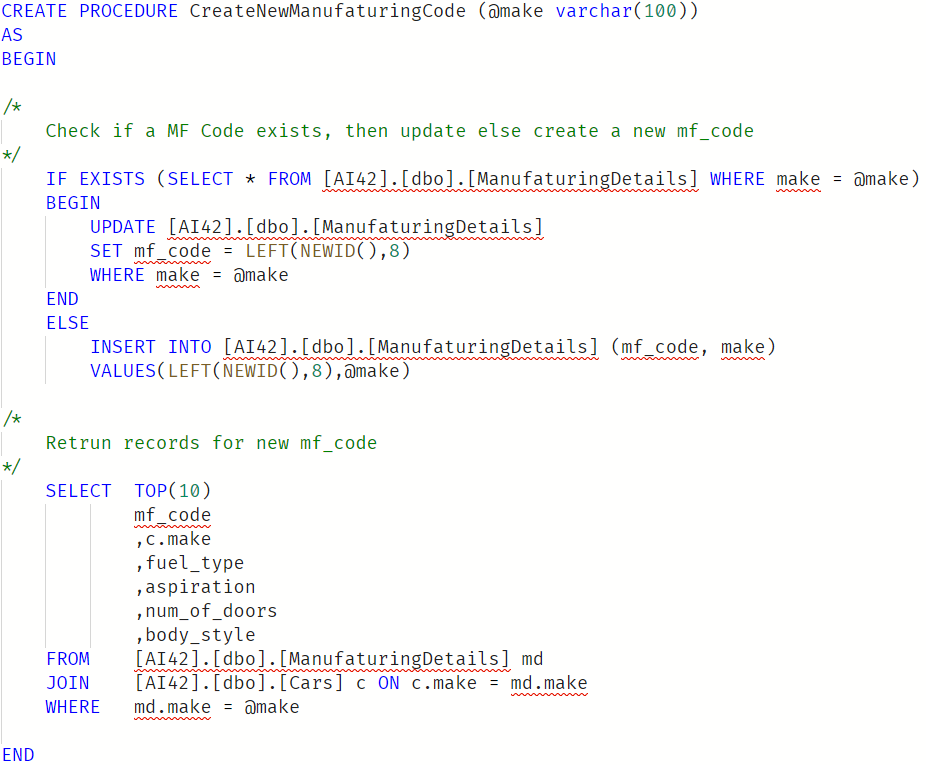 CREATE PROCEDURE CreateNewManufaturingCode (@make varchar(100))
AS
BEGIN
/*
Check if a MF Code exists, then update else create a new mf_code
*/
IF EXISTS (SELECT * FROM [AI42].[dbo].[ManufaturingDetails] WHERE make = @make)
BEGIN
UPDATE [AI42].[dbo].[ManufaturingDetails]
SET mf_code = LEFT(NEWID(),8)
WHERE make = @make
END
ELSE
INSERT INTO [AI42].[dbo].[ManufaturingDetails] (mf_code, make)
VALUES(LEFT(NEWID(),8),@make)
/*
Retrun records for new mf_code
*/
SELECT TOP(10)
mf_code
,c.make
,fuel_type
,aspiration
,num_of_doors
,body_style
FROM [AI42].[dbo].[ManufaturingDetails] md
JOIN [AI42].[dbo].[Cars] c ON c.make = md.make
WHERE md.make = @make
END